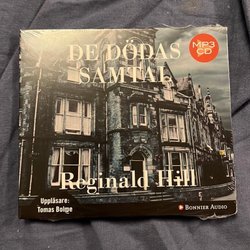 DE DÖDAS
SAMTAL
MP3
CD
Reginald Hill
Uppläsare:
Tomas Bolme
BONNIER AUDIO